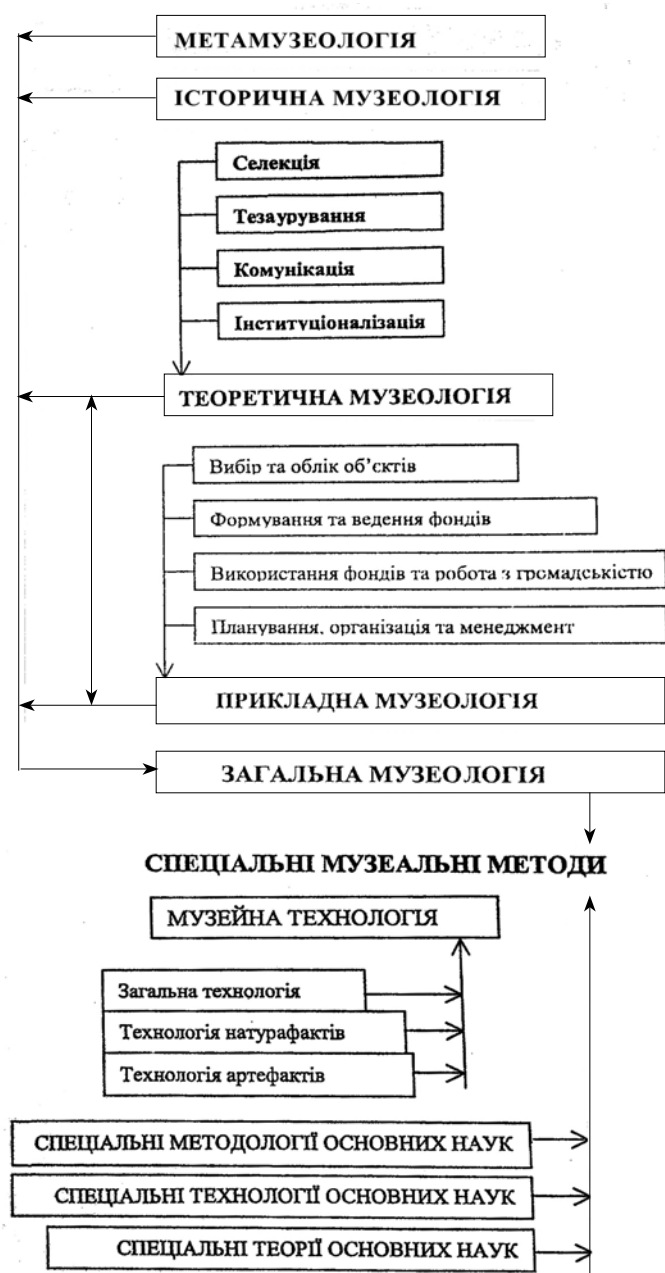 МЕТАМУЗЕОЛОГІЯ
ІСТОРИЧНА МУЗЕОЛОГІЯ
Селекція
Тезаурування
Комунікація
Інституціоналізація
ТЕОРЕТИЧНА МУЗЕОЛОГІЯ
Вибір та облік об’єктів
Формування та ведення фондів
Використання фондів та робота з громадськістю
Планування, організація та менеджмент
ПРИКЛАДНА МУЗЕОЛОГІЯ
ЗАГАЛЬНА МУЗЕОЛОГІЯ
СПЕЦІАЛЬНІ МУЗЕАЛЬНІ МЕТОДИ
МУЗЕЙНА ТЕХНОЛОГІЯ
Загальна технологія
Технологія натурафактів
Технологія артефактів
СПЕЦІАЛЬНІ МЕТОДОЛОГІЇ ОСНОВНИХ НАУК
СПЕЦІАЛЬНІ ТЕХНОЛОГІЇ ОСНОВНИХ НАУК
СПЕЦІАЛЬНІ ТЕОРІЇ ОСНОВНИХ НАУК